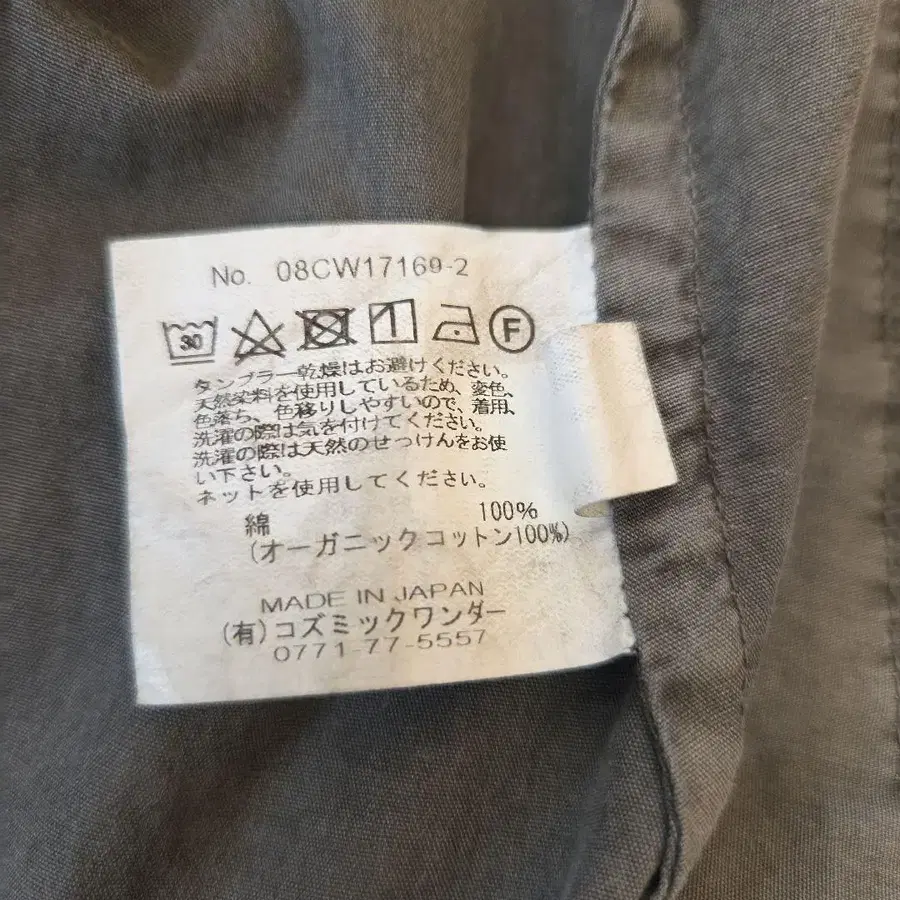 No. 08CW17169-2
30 F
タンブラー乾燥はお避けください。
天然染料を使用しているため、変色、
色落ち、色移りしやすいので、着用、
洗濯の際は気を付けてください。
洗濯の際は天然のせっけんをお使
い下さい。
ネットを使用してください。
綿 100%
(オーガニックコットン100%)
MADE IN JAPAN
(有)コズミックワンダー
0771-77-5557